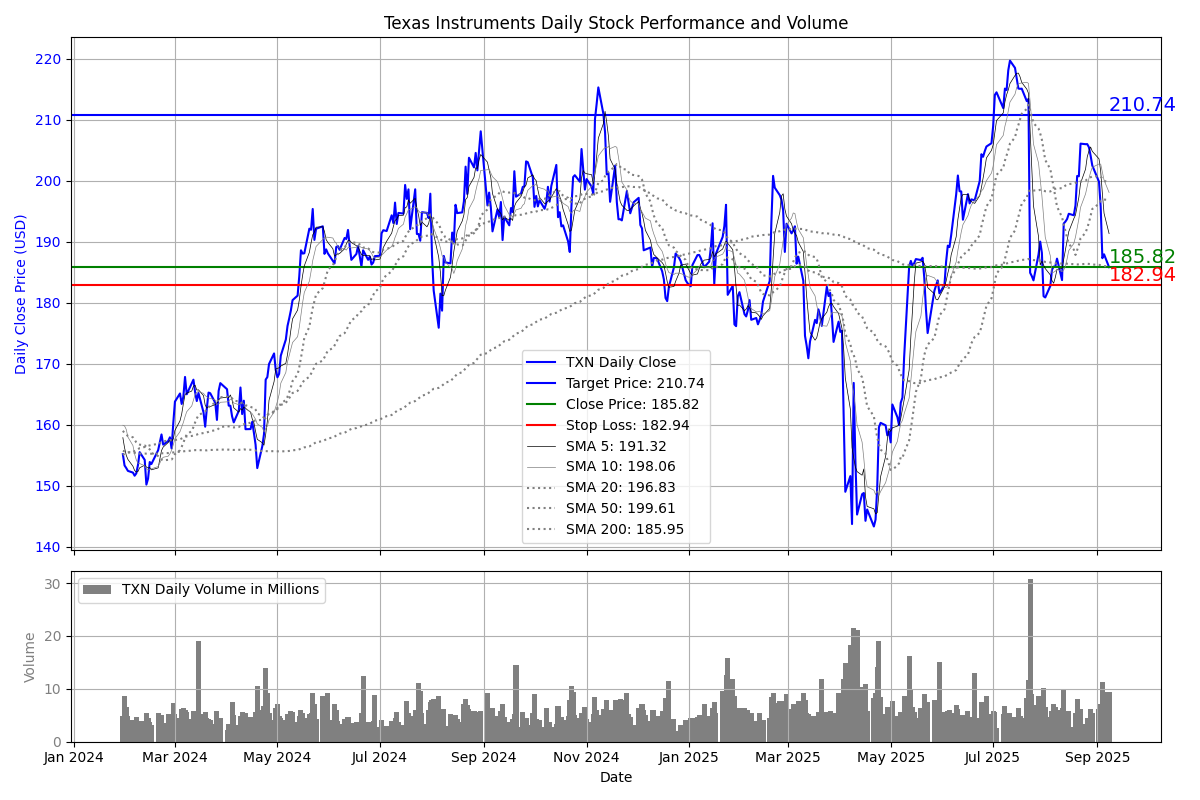 Texas Instruments Daily Stock Performance and Volume
Daily Close Price (USD)
220
210
200
190
180
170
160
150
140
210.74
185.82
182.94
TXN Daily Close
Target Price: 210.74
Close Price: 185.82
Stop Loss: 182.94
SMA 5: 191.32
SMA 10: 198.06
SMA 20: 196.83
SMA 50: 199.61
SMA 200: 185.95
TXN Daily Volume in Millions
Volume
30
20
10
0
Jan 2024 Mar 2024 May 2024 Jul 2024 Sep 2024 Nov 2024 Jan 2025 Mar 2025 May 2025 Jul 2025 Sep 2025
Date